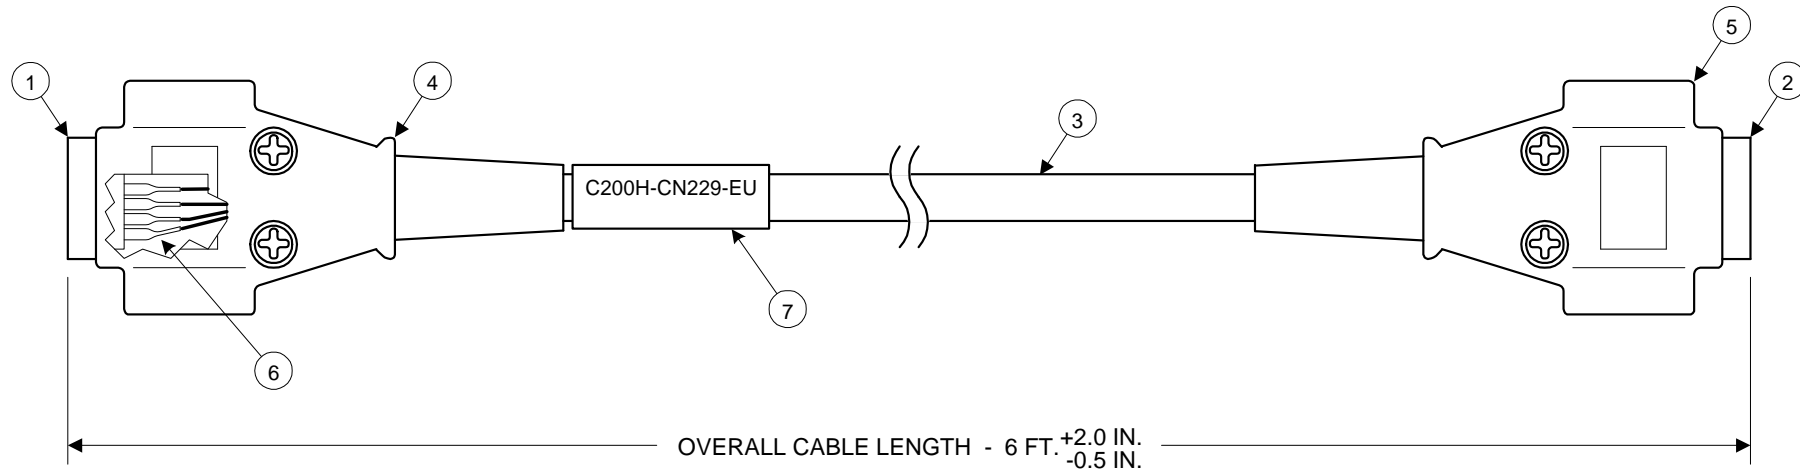 5
1
4
2
3
C200H-CN229-EU
7
6
OVERALL CABLE LENGTH - 6 FT. +2.0 IN.
-0.5 IN.